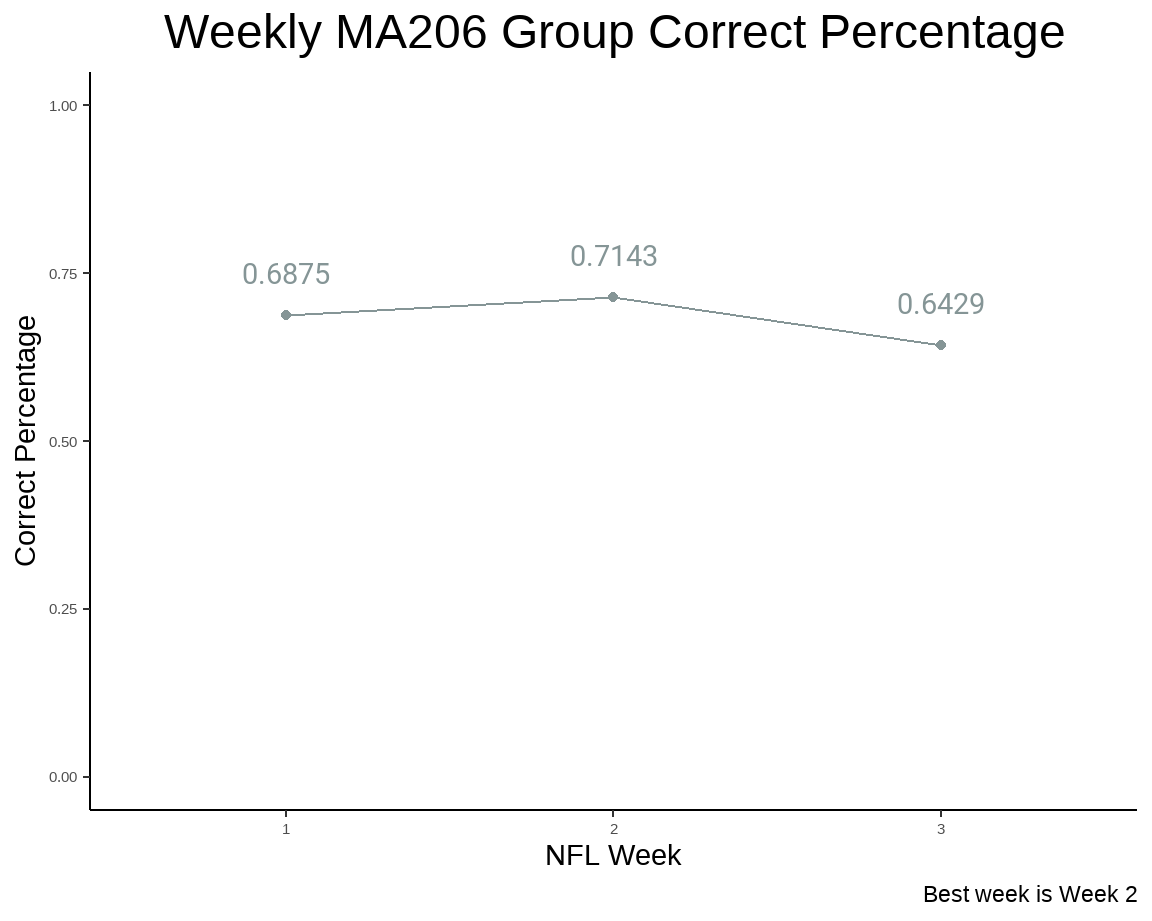 Weekly MA206 Group Correct Percentage
Correct Percentage
1.00
0.75
0.50
0.25
0.00
0.6875
0.7143
0.6429
1
2
3
NFL Week
Best week is Week 2